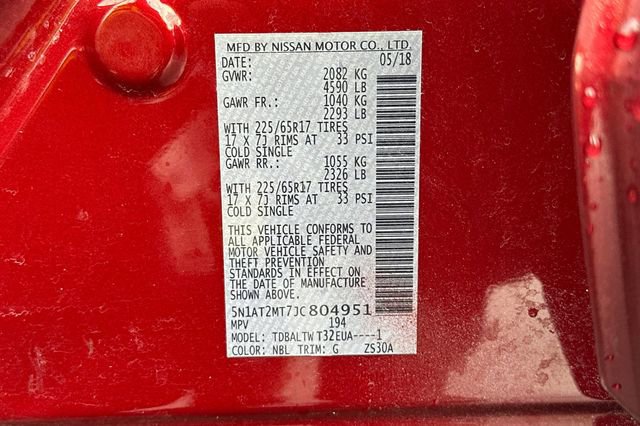 MFD BY NISSAN MOTOR CO., LTD.
DATE: 05/18
GVWR: 2082 KG
4590 LB
GAWR FR.: 1040 KG
2293 LB
WITH 225/65R17 TIRES
17 X 7J RIMS AT 33 PSI
COLD SINGLE
GAWR RR.: 1055 KG
2326 LB
WITH 225/65R17 TIRES
17 X 7J RIMS AT 33 PSI
COLD SINGLE
THIS VEHICLE CONFORMS TO
ALL APPLICABLE FEDERAL
MOTOR VEHICLE SAFETY AND
THEFT PREVENTION
STANDARDS IN EFFECT ON
THE DATE OF MANUFACTURE
SHOWN ABOVE.
5N1AT2MT7JC804951
MPV 194
MODEL: TDBALTW T32EUA----1
COLOR: NBL TRIM: G ZS30A